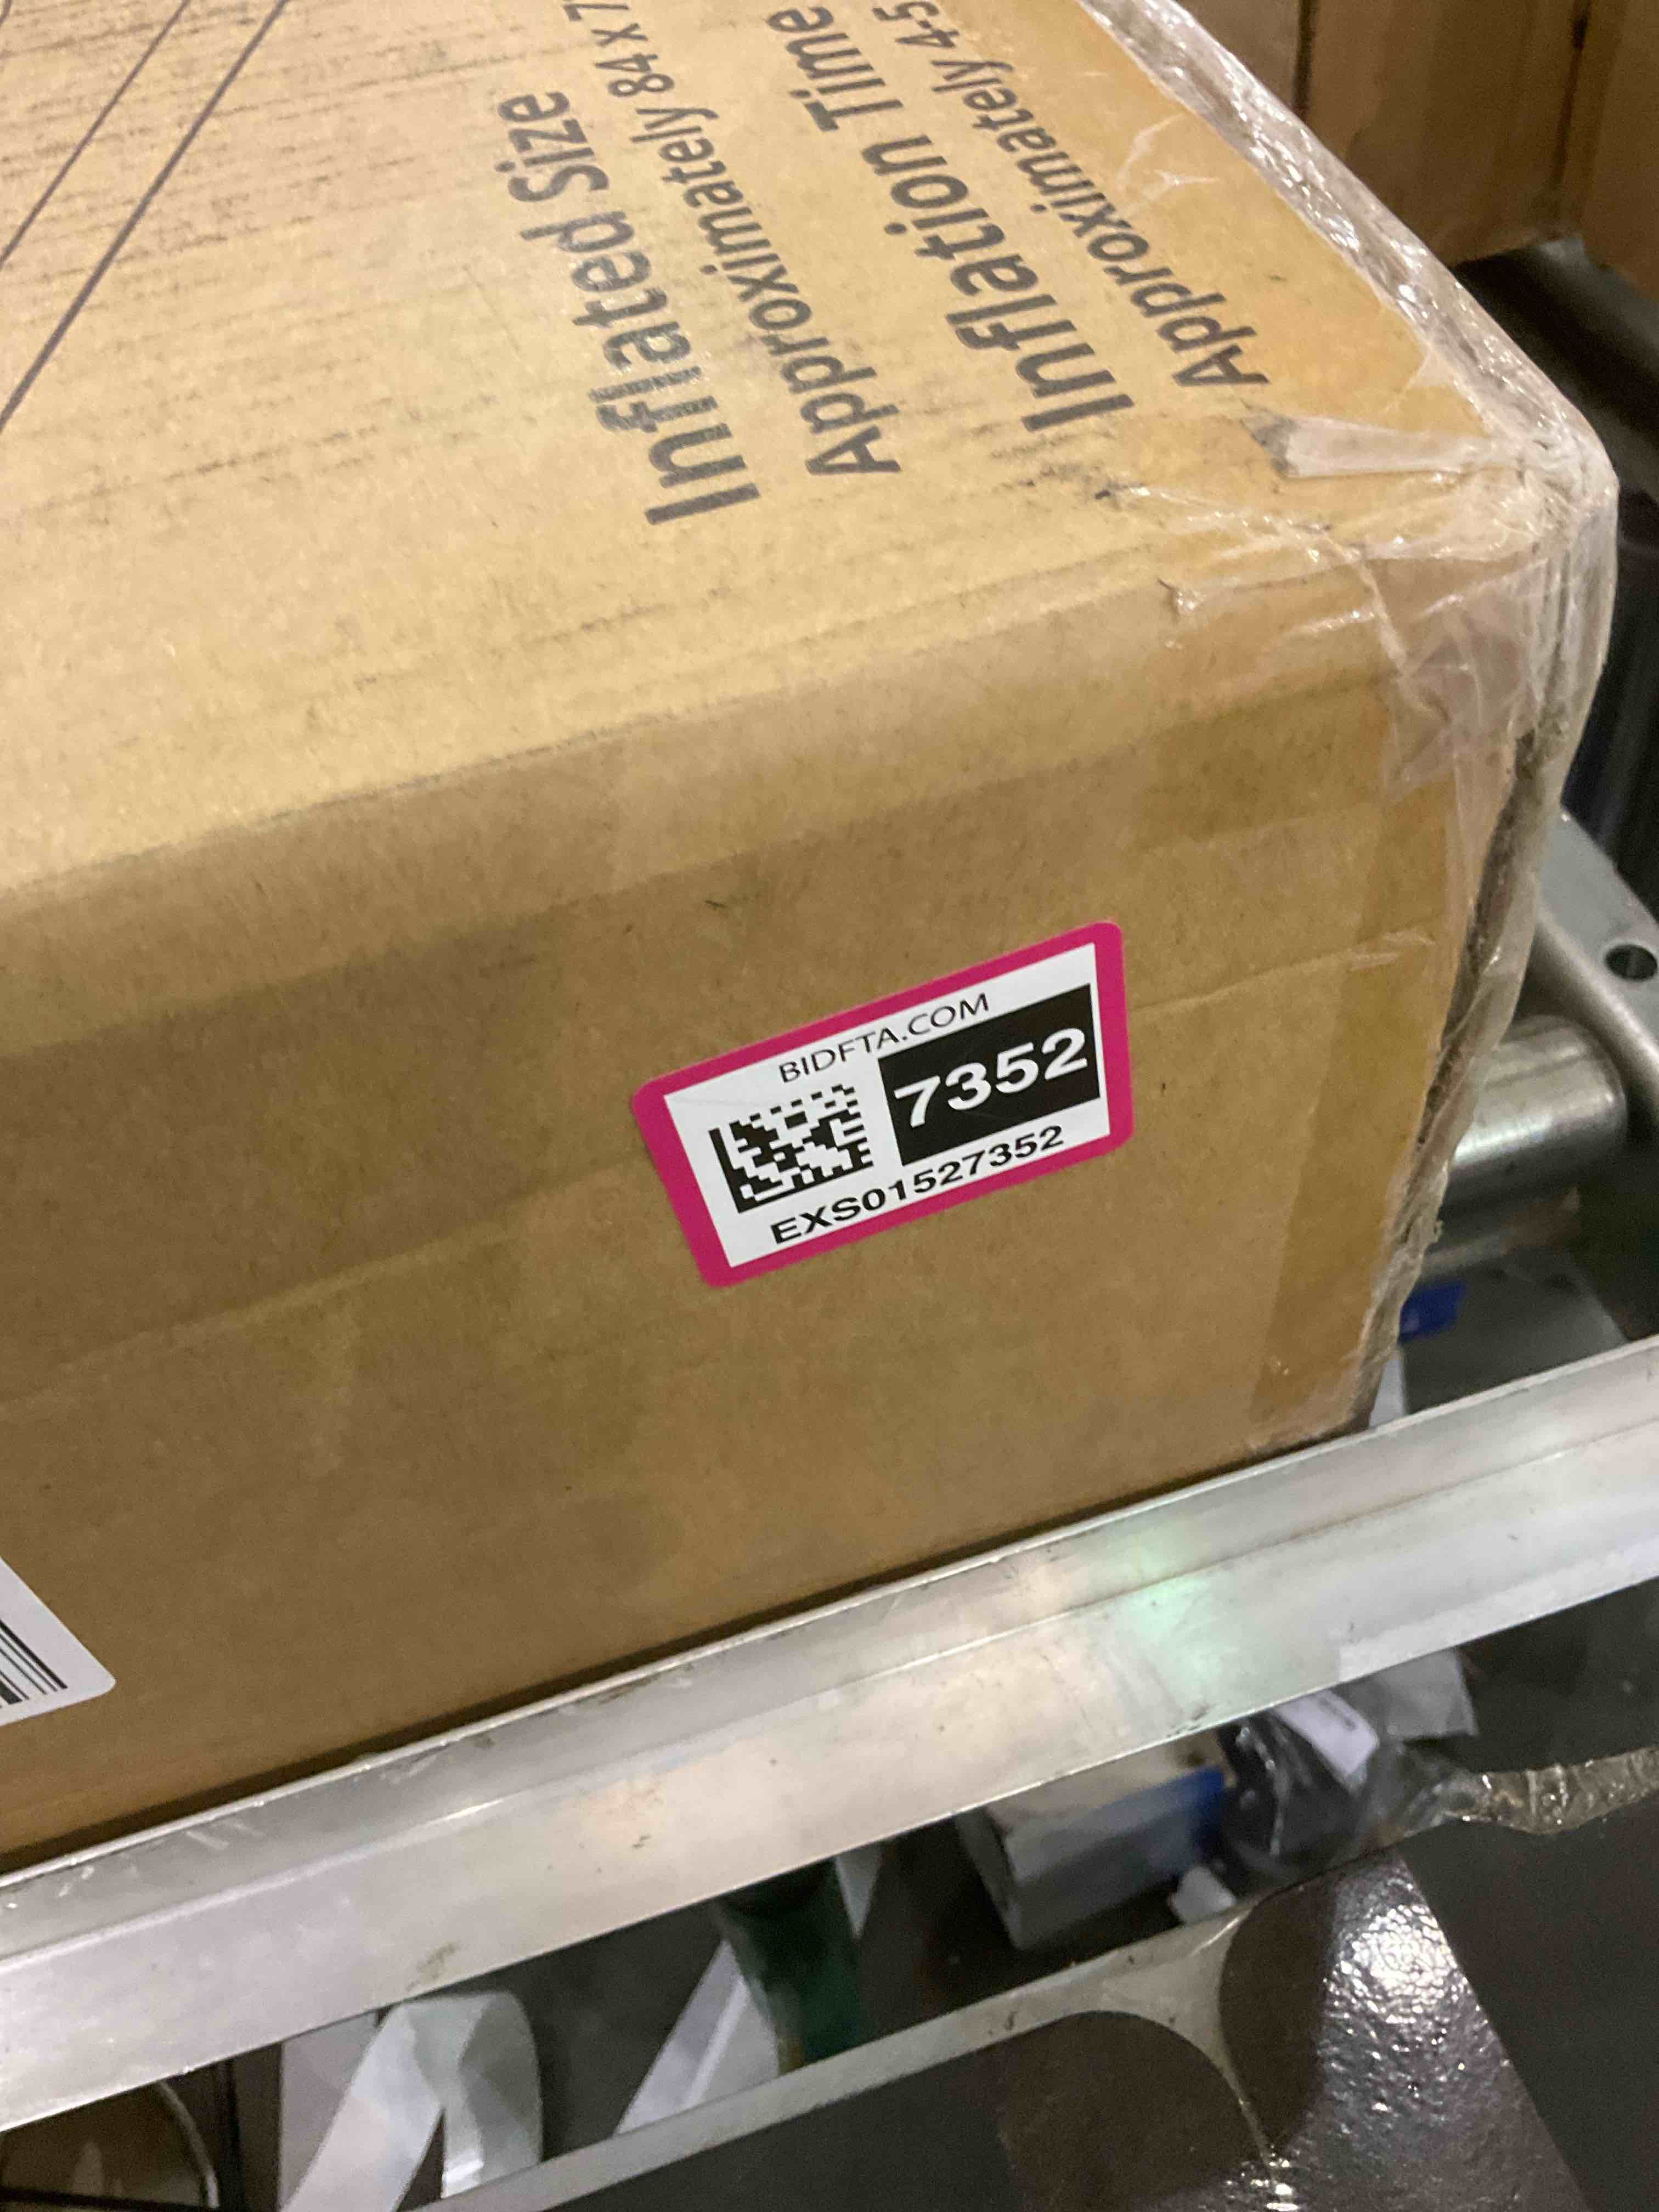 Inflated Size
Approximately 84 x 7
Inflation Time
Approximately 4-5
BIDFTA.COM
7352
EXS01527352